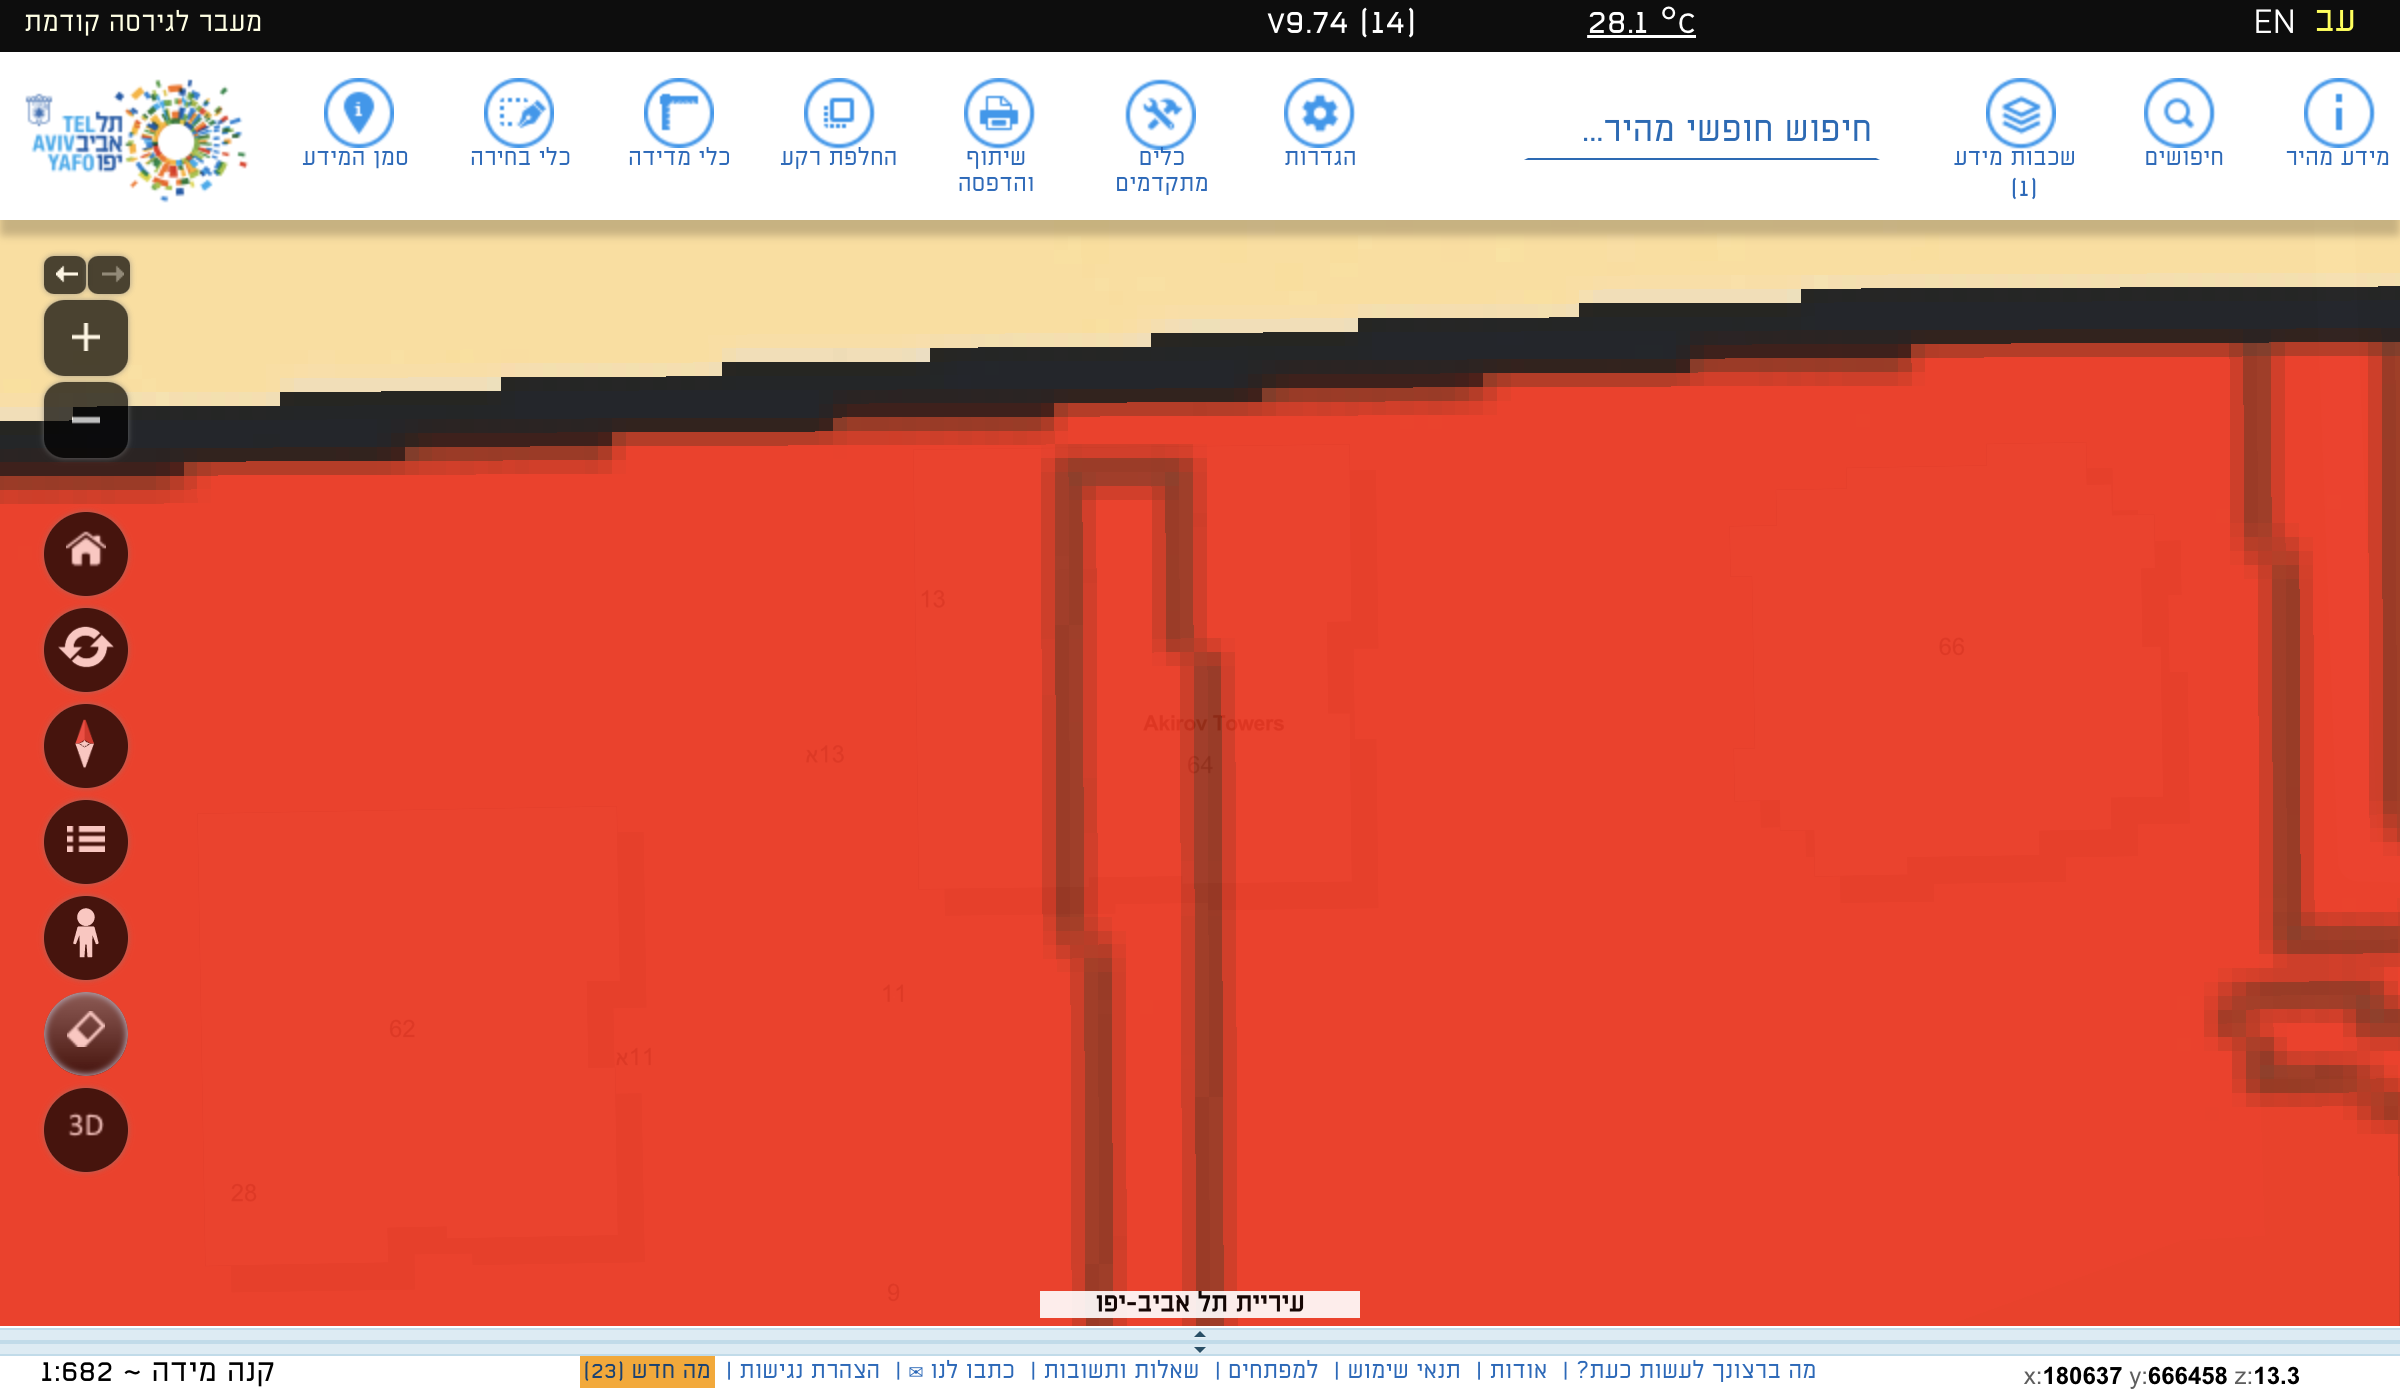 עב EN
28.1 °C
V9.74 (14)
מעבר לגירסה קודמת
מידע מהיר
חיפושים
שכבות מידע
(1)
חיפוש חופשי מהיר...
הגדרות
כלים
מתקדמים
שיתוף
והדפסה
החלפת רקע
כלי מדידה
כלי בחירה
סמן המידע
תל אביב יפו
TEL
AVIV
YAFO
13
66
Akirov Towers
א13
64
11
62
א11
3D
28
9
עיריית תל אביב-יפו
מה ברצונך לעשות כעת? | אודות | תנאי שימוש | למפתחים | שאלות ותשובות | כתבו לנו ✉ | הצהרת נגישות | מה חדש (23)
קנה מידה ~ 1:682
x:180637 y:666458 z:13.3